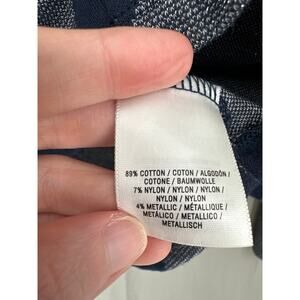 89% COTTON / COTON / ALGODÓN /
COTONE / BAUMWOLLE
7% NYLON / NYLON / NYLON /
NYLON / NYLON
4% METALLIC / MÉTALLIQUE /
METÁLICO / METALLICO /
METALLISCH